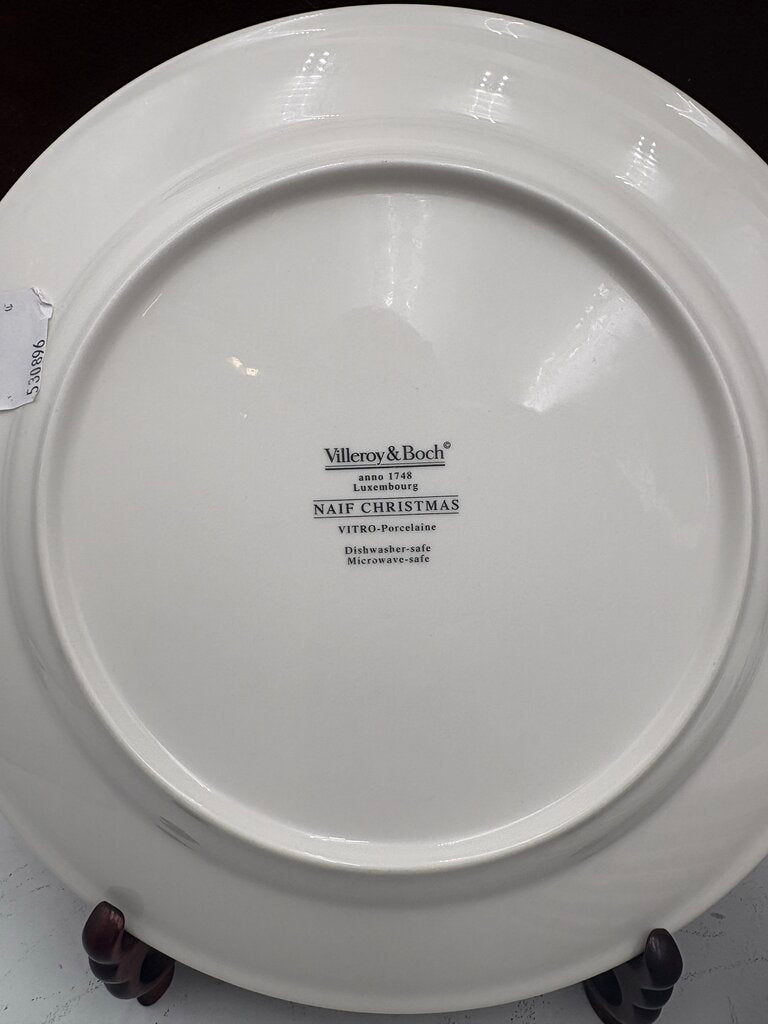 530896
Villeroy & Boch©
anno 1748
Luxembourg
NAIF CHRISTMAS
VITRO-Porcelaine
Dishwasher-safe
Microwave-safe